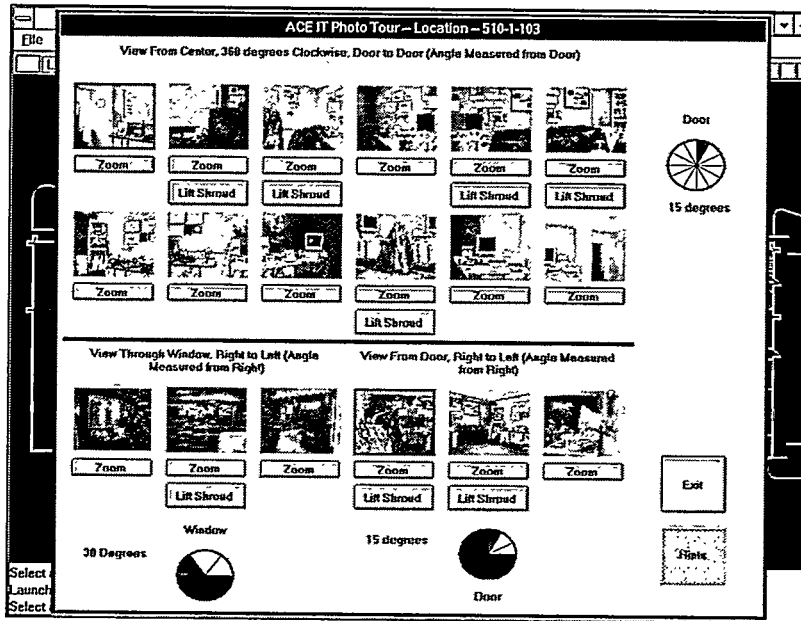 ACE IT Photo Tour – Location – 510-1-103
File
View From Center, 360 degrees Clockwise, Door to Door (Angle Measured from Door)
Zoom Zoom Zoom Zoom Zoom Zoom
Lift Shroud Lift Shroud Lift Shroud Lift Shroud
Door
15 degrees
Zoom Zoom Zoom Zoom Zoom Zoom
Lift Shroud
View Through Window, Right to Left (Angle
Measured from Right)
View From Door, Right to Left (Angle Measured
from Right)
Zoom Zoom Zoom Zoom Zoom Zoom
Lift Shroud Lift Shroud Lift Shroud
Exit
Window
30 Degrees
15 degrees
Door
Select
Launch
Select